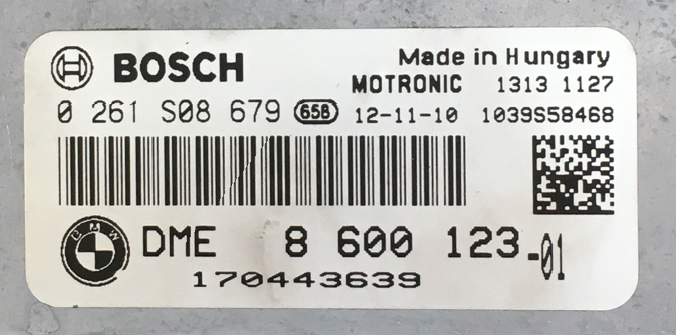 BOSCH
Made in Hungary
MOTRONIC 1313 1127
0 261 S08 679 658 12-11-10 1039S58468
BMW
DME 8 600 123-01
170443639